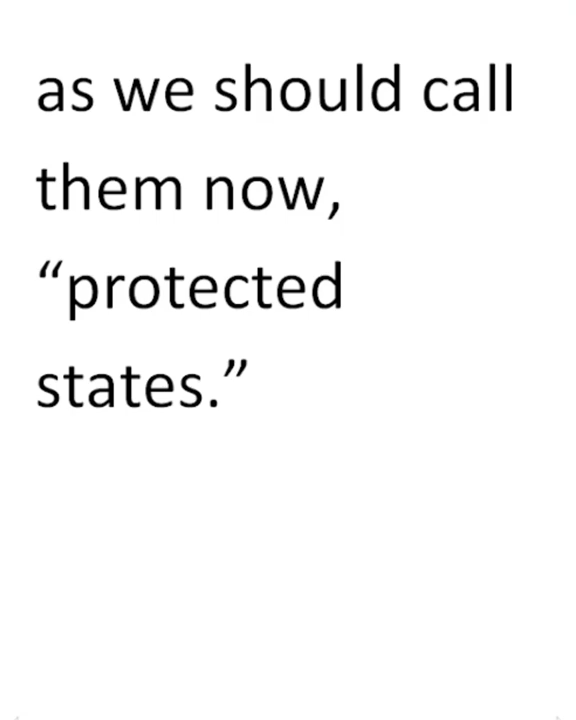 as we should call
them now,
“protected
states.”